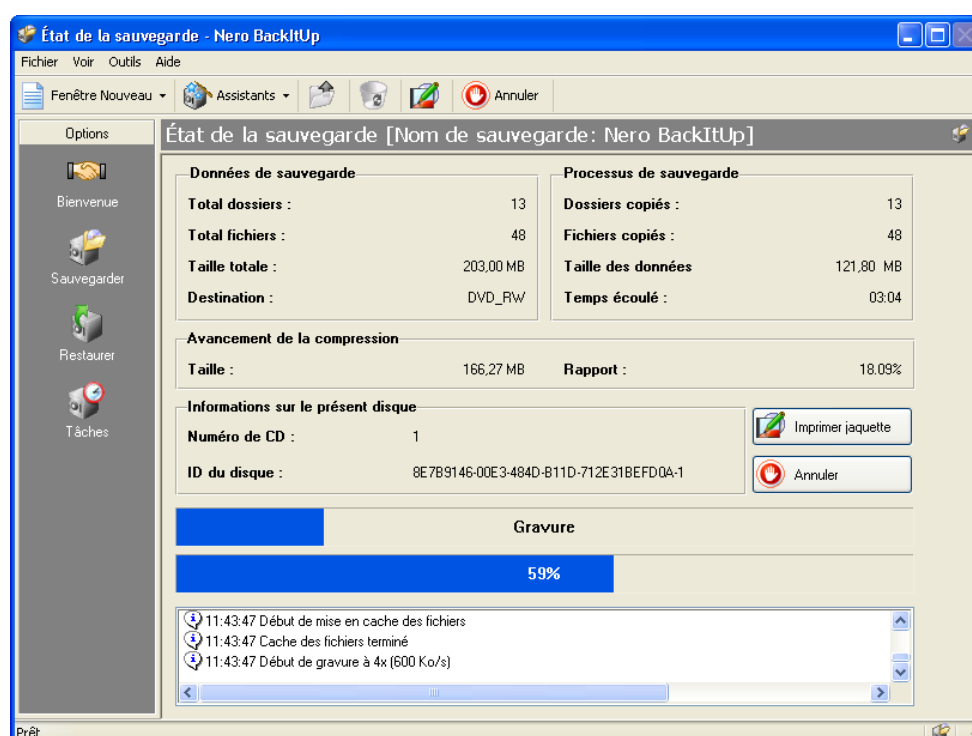 État de la sauvegarde - Nero BackItUp
Fichier Voir Outils Aide
Fenêtre Nouveau Assistants Annuler
Options
État de la sauvegarde [Nom de sauvegarde: Nero BackItUp]
Bienvenue
Sauvegarder
Restaurer
Tâches
Données de sauvegarde
Total dossiers : 13
Total fichiers : 48
Taille totale : 203,00 MB
Destination : DVD_RW
Processus de sauvegarde
Dossiers copiés : 13
Fichiers copiés : 48
Taille des données 121,80 MB
Temps écoulé : 03:04
Avancement de la compression
Taille : 166,27 MB Rapport : 18.09%
Informations sur le présent disque
Numéro de CD : 1
ID du disque : 8E7B9146-00E3-484D-B11D-712E31BEFD0A-1
Imprimer jaquette
Annuler
Gravure
59%
11:43:47 Début de mise en cache des fichiers
11:43:47 Cache des fichiers terminé
11:43:47 Début de gravure à 4x (600 Ko/s)
Prêt